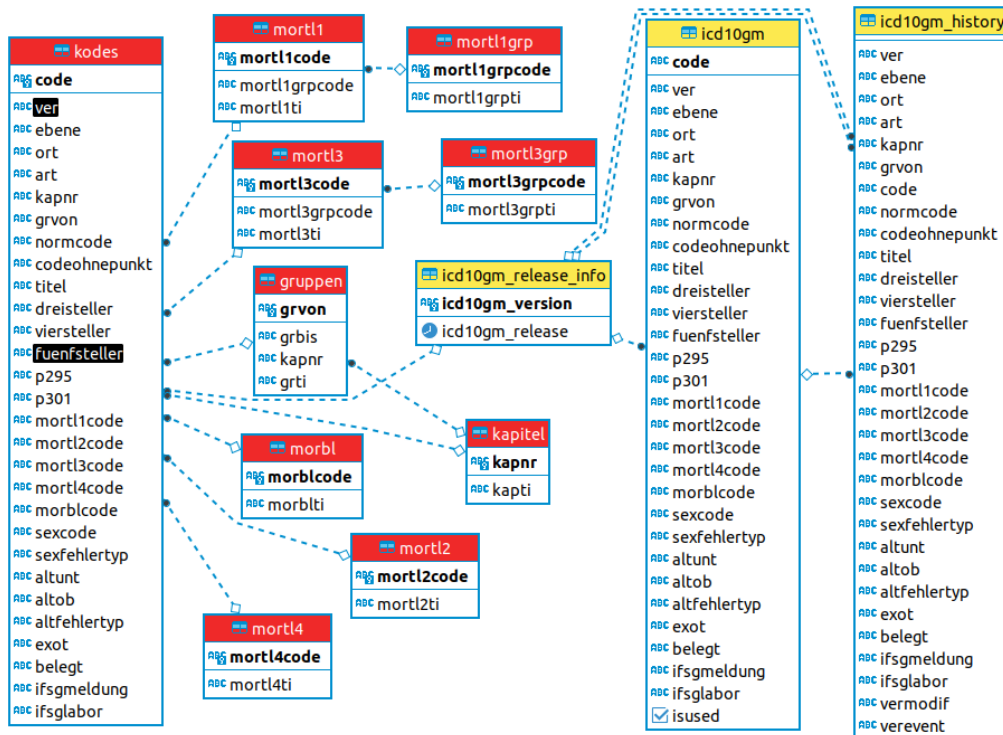 kodes
code
ver
ebene
ort
art
kapnr
grvon
normcode
codeohnepunkt
titel
dreisteller
viersteller
fuenfsteller
p295
p301
mortl1code
mortl2code
mortl3code
mortl4code
morblcode
sexcode
sexfehlertyp
altunt
altob
altfehlertyp
exot
belegt
ifsgmeldung
ifsglabor
mortl1
mortl1code
mortl1grpcode
mortl1ti
mortl1grp
mortl1grpcode
mortl1grpti
mortl3
mortl3code
mortl3grpcode
mortl3ti
mortl3grp
mortl3grpcode
mortl3grpti
gruppen
grvon
grbis
kapnr
grti
icd10gm_release_info
icd10gm_version
icd10gm_release
morbl
morblcode
morblti
kapitel
kapnr
kapti
mortl2
mortl2code
mortl2ti
mortl4
mortl4code
mortl4ti
icd10gm
code
ver
ebene
ort
art
kapnr
grvon
normcode
codeohnepunkt
titel
dreisteller
viersteller
fuenfsteller
p295
p301
mortl1code
mortl2code
mortl3code
mortl4code
morblcode
sexcode
sexfehlertyp
altunt
altob
altfehlertyp
exot
belegt
ifsgmeldung
ifsglabor
isused
icd10gm_history
ver
ebene
ort
art
kapnr
grvon
code
normcode
codeohnepunkt
titel
dreisteller
viersteller
fuenfsteller
p295
p301
mortl1code
mortl2code
mortl3code
mortl4code
morblcode
sexcode
sexfehlertyp
altunt
altob
altfehlertyp
exot
belegt
ifsgmeldung
ifsglabor
vermodif
verevent